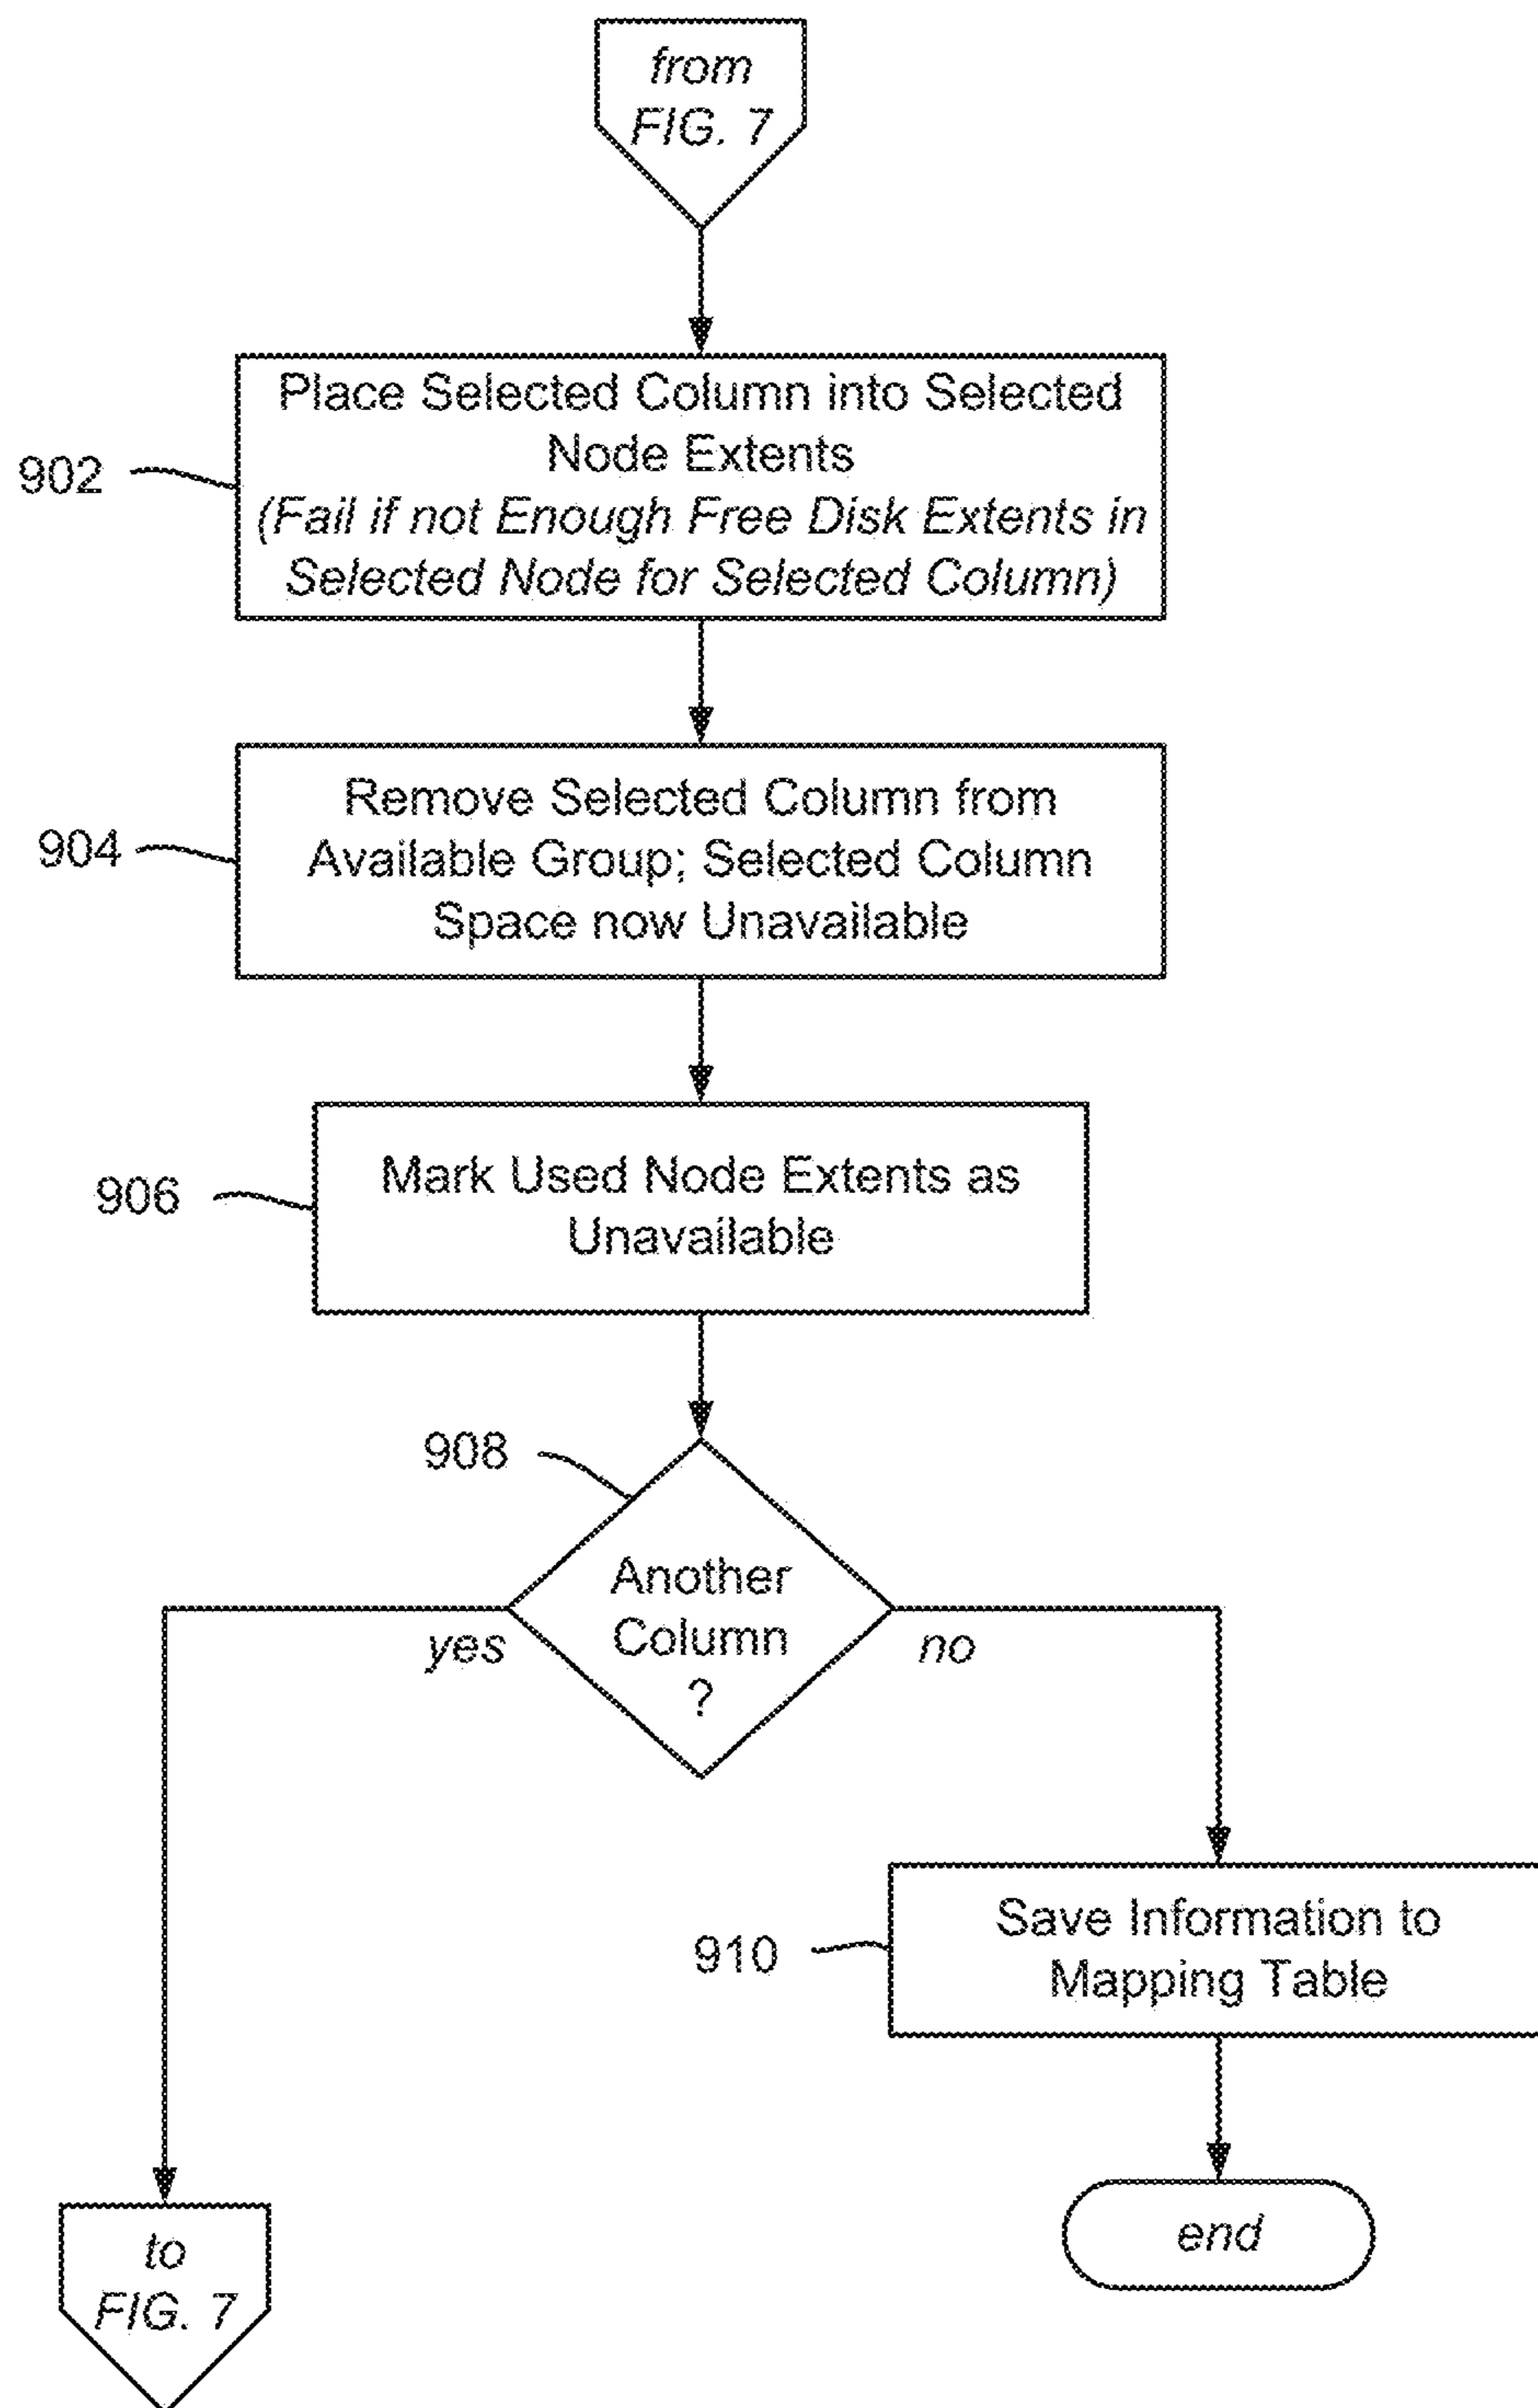 from
FIG. 7
Place Selected Column into Selected
Node Extents
(Fail if not Enough Free Disk Extents in
Selected Node for Selected Column)
902
Remove Selected Column from
Available Group; Selected Column
Space now Unavailable
904
Mark Used Node Extents as
Unavailable
906
908
Another
Column
?
yes
no
Save Information to
Mapping Table
910
end
to
FIG. 7